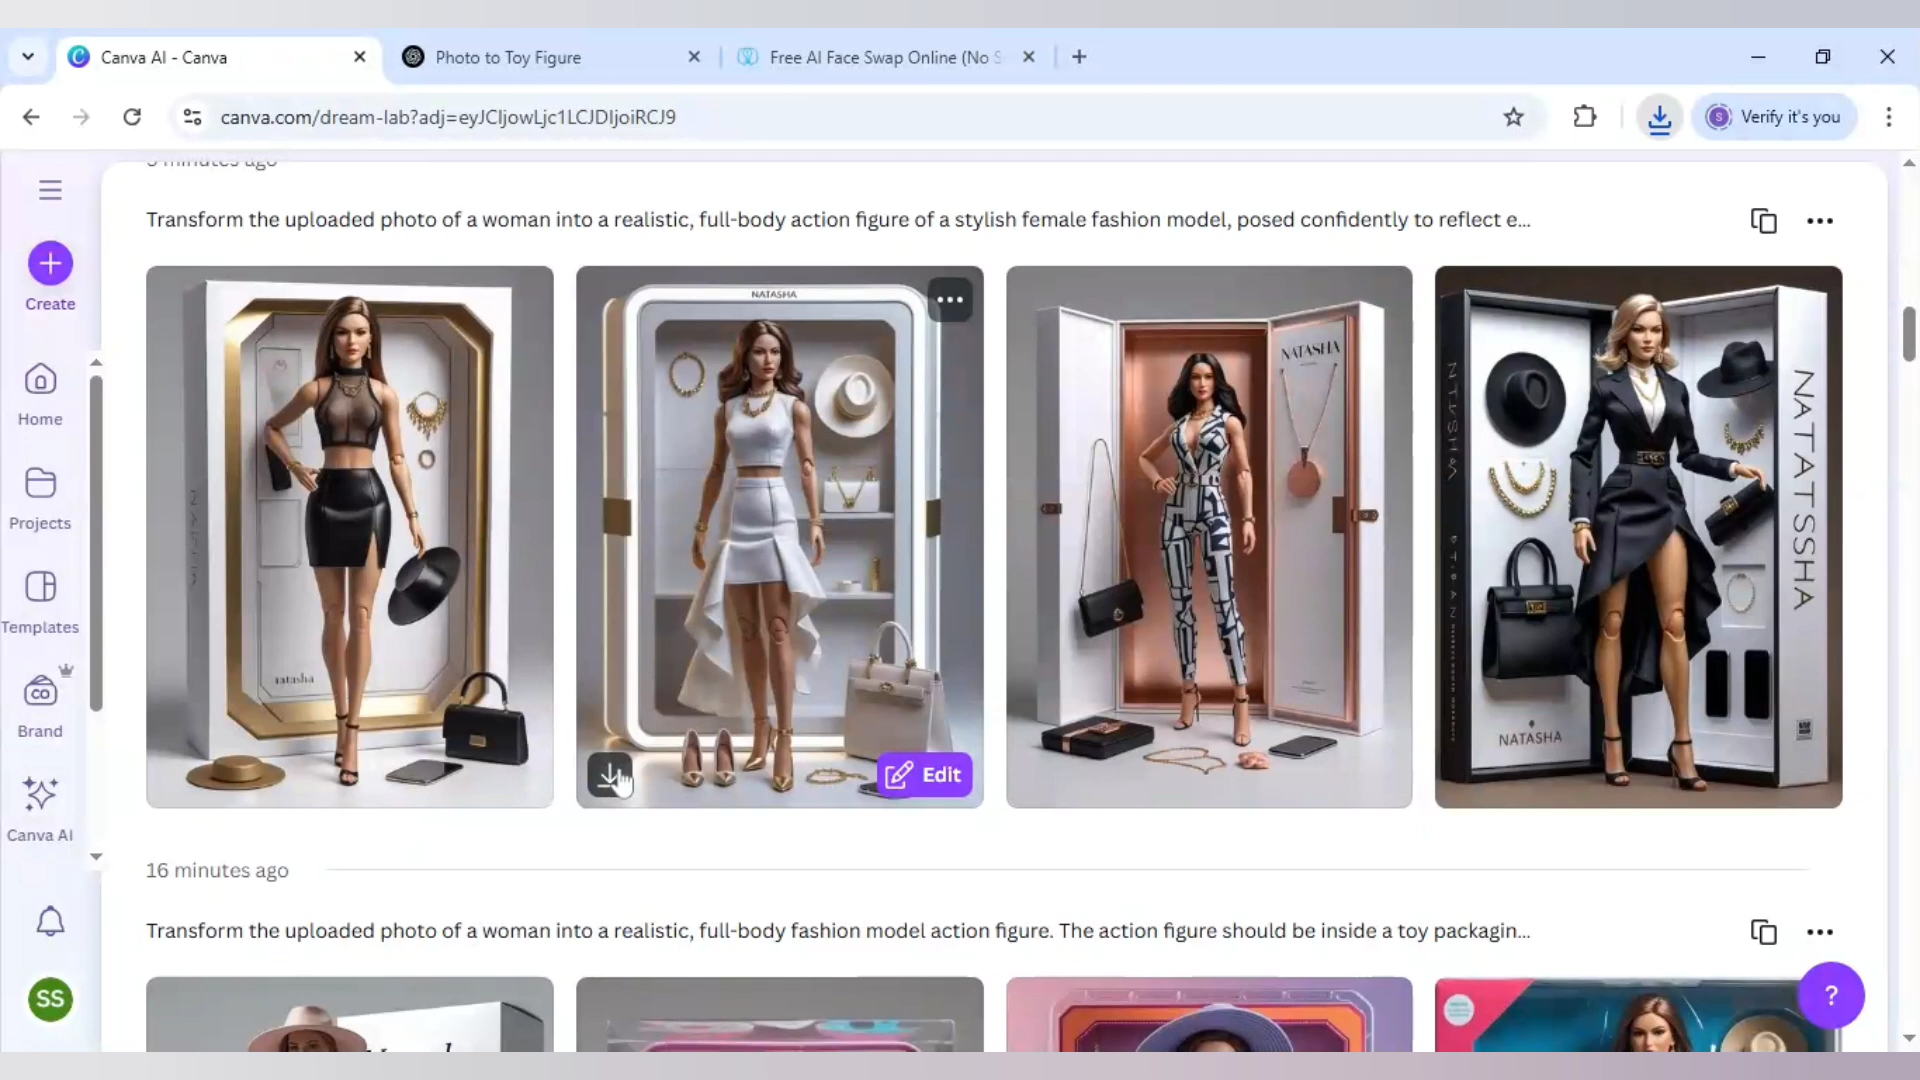 Canva AI - Canva
Photo to Toy Figure
Free AI Face Swap Online (No S
canva.com/dream-lab?adj=eyJCIjowLjc1LCJDIjoiRCJ9
Verify it's you
minutes ago
Transform the uploaded photo of a woman into a realistic, full-body action figure of a stylish female fashion model, posed confidently to reflect e...
Create
Home
Projects
Templates
Brand
Canva AI
SS
NATASHA
NATASHA
NATATSSHA
NATASHA
Edit
16 minutes ago
Transform the uploaded photo of a woman into a realistic, full-body fashion model action figure. The action figure should be inside a toy packagin...
?